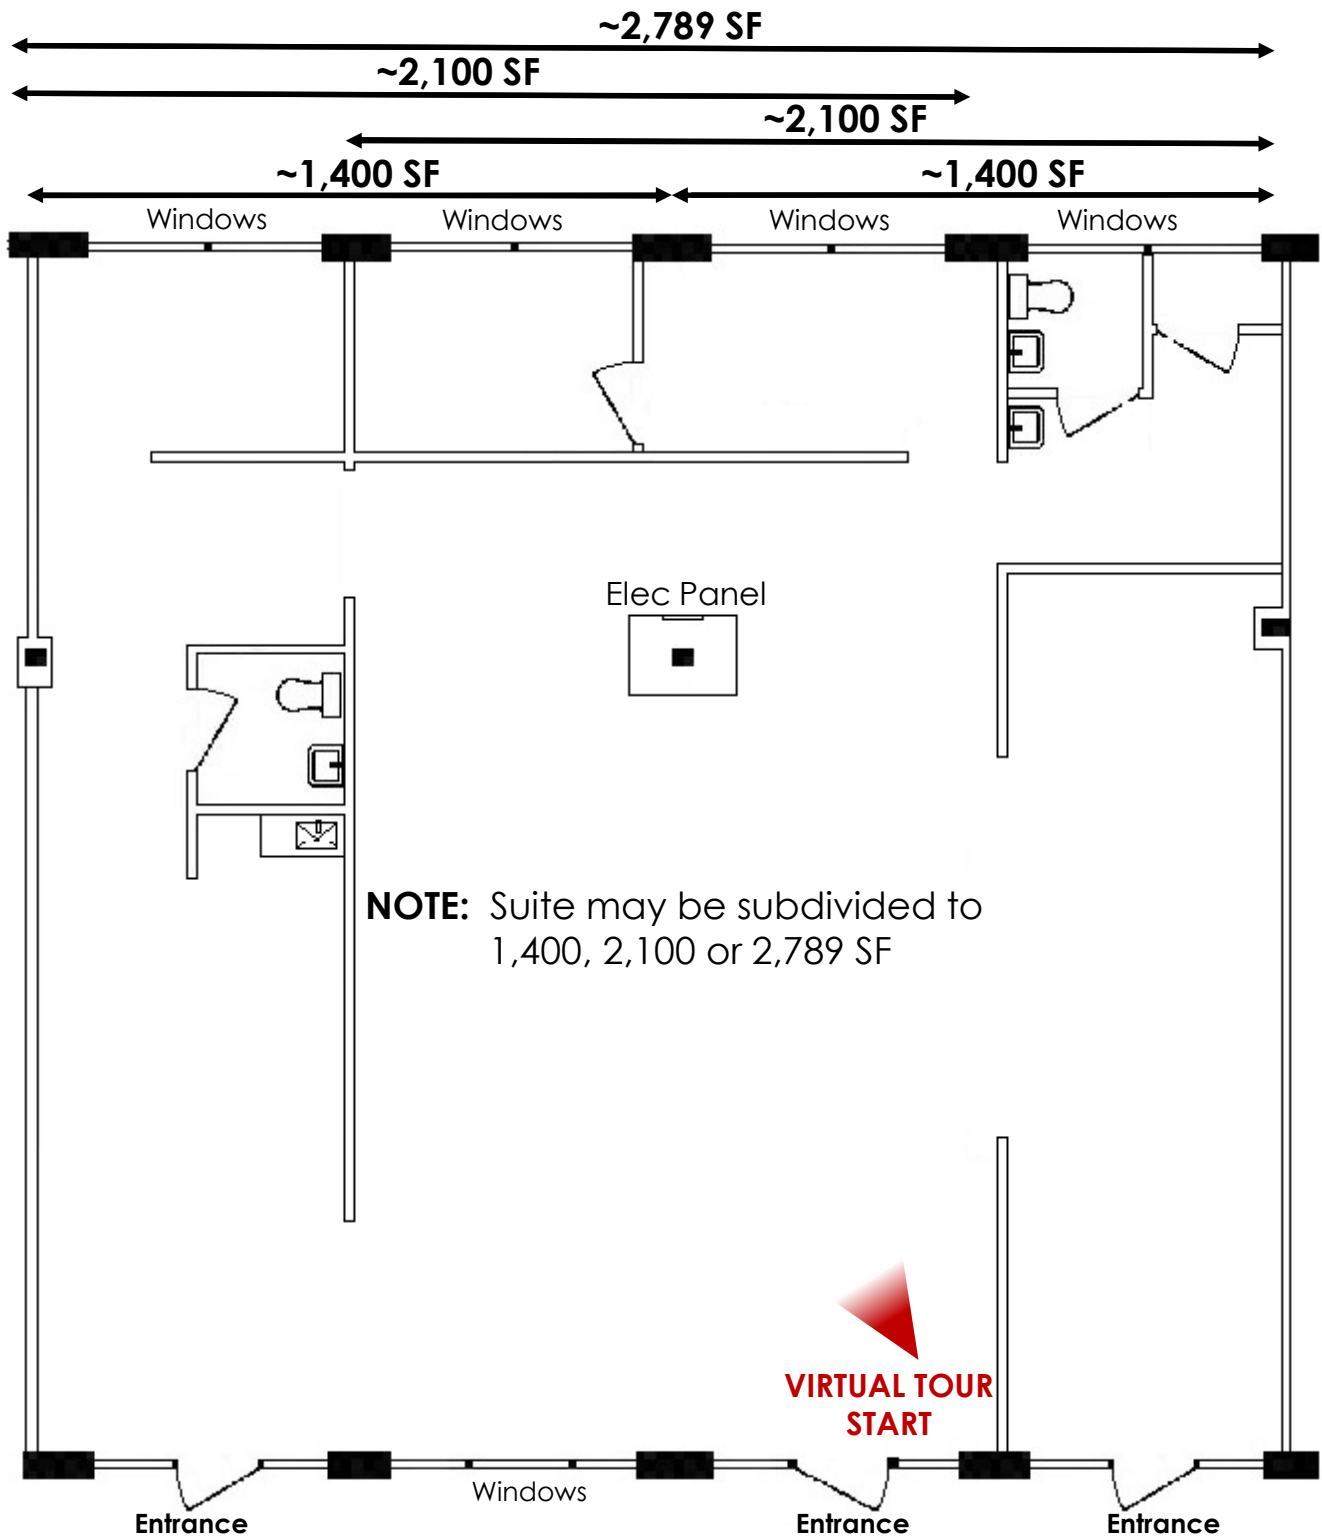 ~2,789 SF
~2,100 SF
~2,100 SF
~1,400 SF
~1,400 SF
Windows
Windows
Windows
Windows
Elec Panel
NOTE: Suite may be subdivided to
1,400, 2,100 or 2,789 SF
VIRTUAL TOUR
START
Windows
Entrance
Entrance
Entrance